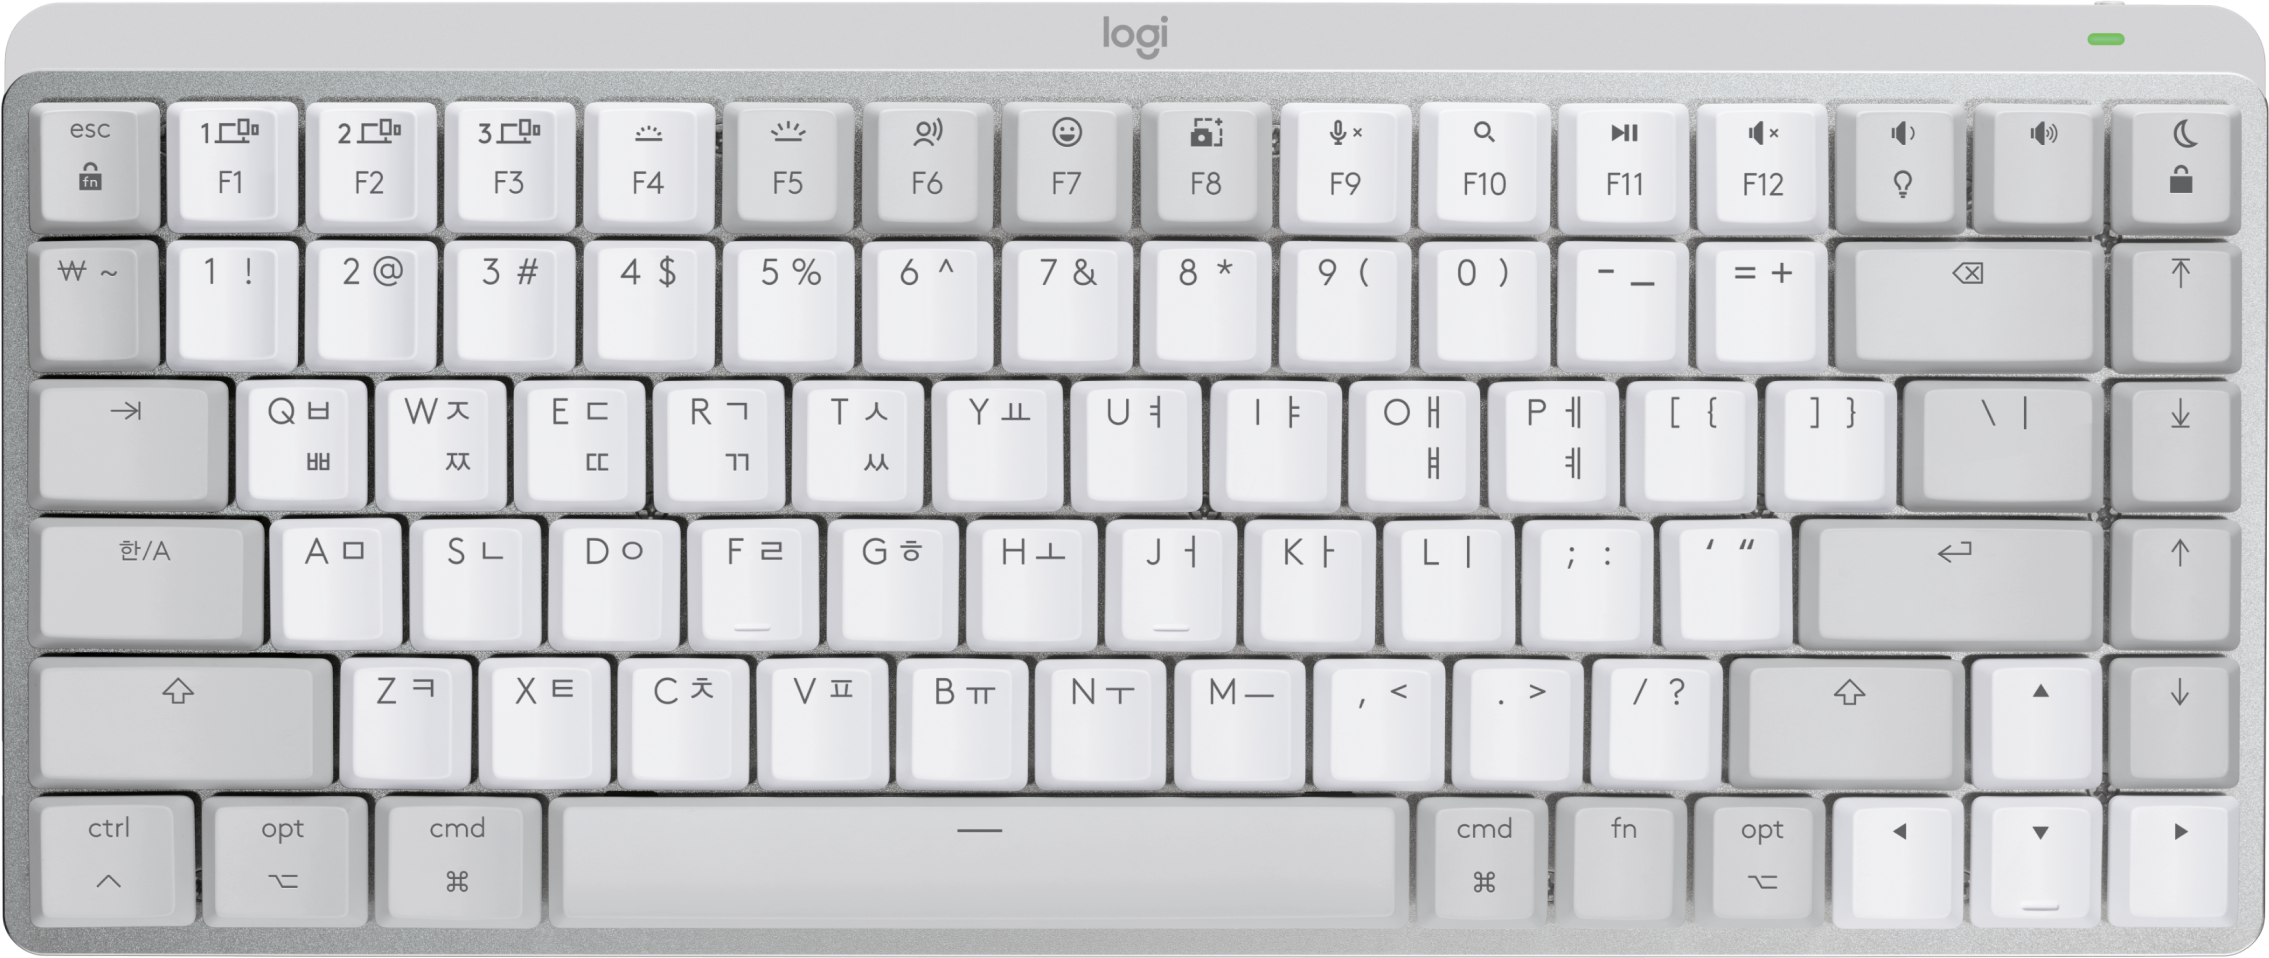 logi
esc 1 2 3
fn F1 F2 F3 F4 F5 F6 F7 F8 F9 F10 F11 F12
₩ ~ 1 ! 2 @ 3 # 4 $ 5 % 6 ^ 7 & 8 * 9 ( 0 ) - _ = +
Q ㅂ W ㅈ E ㄷ R ㄱ T ㅅ Y ㅛ U ㅕ I ㅑ O ㅐ P ㅔ [ { ] } \ |
ㅃ ㅉ ㄸ ㄲ ㅆ ㅒ ㅖ
한/A A ㅁ S ㄴ D ㅇ F ㄹ G ㅎ H ㅗ J ㅓ K ㅏ L ㅣ ; : ‘ “
Z ㅋ X ㅌ C ㅊ V ㅍ B ㅠ N ㅜ M ㅡ , < . > / ?
ctrl opt cmd cmd fn opt
⌃ ⌥ ⌘ ⌘ ⌥